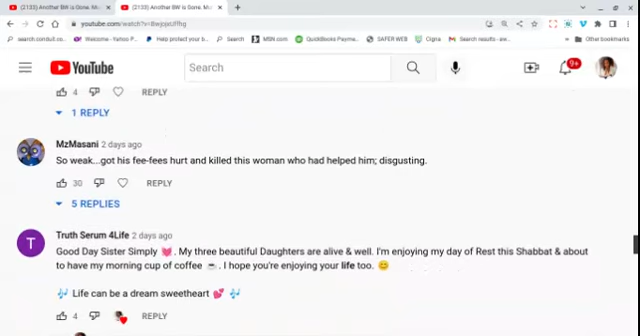 (2133) Another BW is Gone. Mu
(2133) Another BW is Gone. Mu
youtube.com/watch?v=8wjopUlffhg
search.conduit.co...
Welcome - Yahoo - P...
Help protect your b...
Search
MSN.com
QuickBooks Payme...
SAFER WEB
Cigna
Search results - aw...
»
Other bookmarks
YouTube
Search
9+
4 REPLY
1 REPLY
MzMasani 2 days ago
So weak...got his fee-fees hurt and killed this woman who had helped him; disgusting.
30 REPLY
5 REPLIES
T
Truth Serum 4Life 2 days ago
Good Day Sister Simply 💓. My three beautiful Daughters are alive & well. I'm enjoying my day of Rest this Shabbat & about
to have my morning cup of coffee ☕. I hope you're enjoying your life too. 😊
🎶 Life can be a dream sweetheart 💕 🎶
4 REPLY